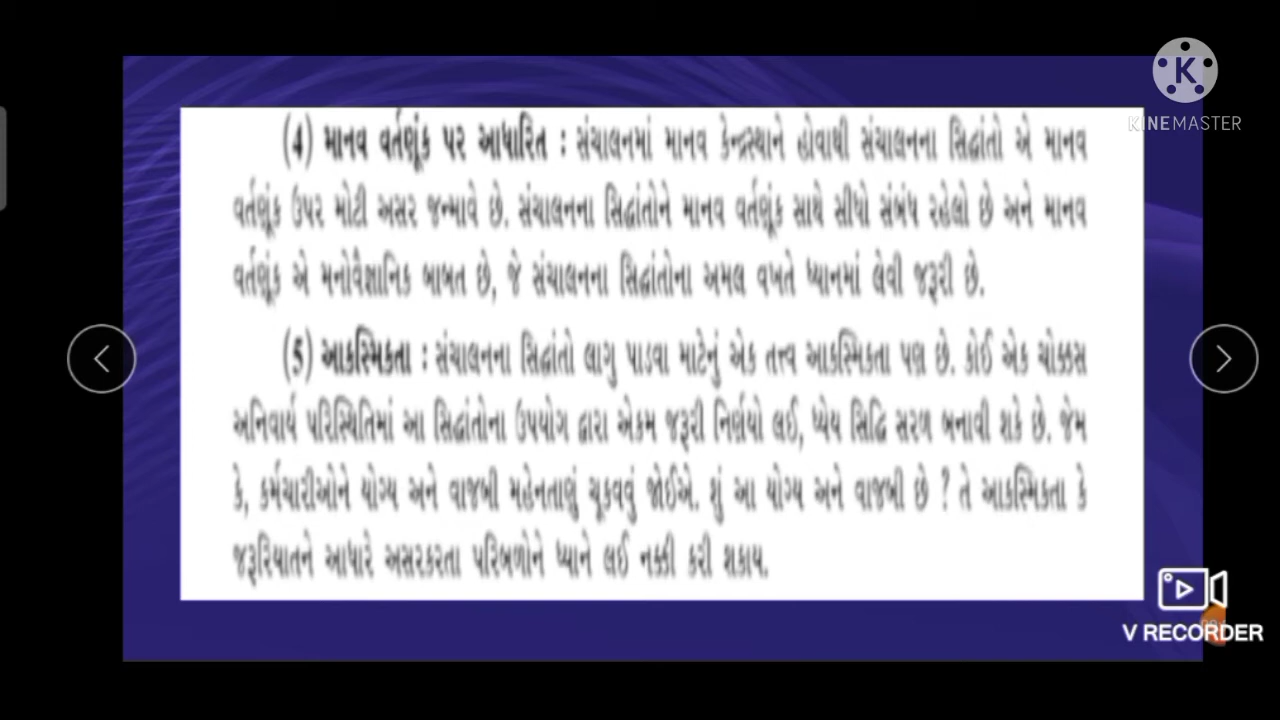 K
KINEMASTER
(4) માનવ વર્તણૂંક પર આધારિત : સંચાલનમાં માનવ કેન્દ્રસ્થાને હોવાથી સંચાલનના સિદ્ધાંતો એ માનવ
વર્તણૂંક ઉપર મોટી અસર જન્માવે છે. સંચાલનના સિદ્ધાંતોને માનવ વર્તણૂંક સાથે સીધો સંબંધ રહેલો છે અને માનવ
વર્તણૂંક એ મનોવૈજ્ઞાનિક બાબત છે, જે સંચાલનના સિદ્ધાંતોના અમલ વખતે ધ્યાનમાં લેવી જરૂરી છે.
(5) આકસ્મિકતા : સંચાલનના સિદ્ધાંતો લાગુ પાડવા માટેનું એક તત્ત્વ આકસ્મિકતા પણ છે. કોઈ એક ચોક્કસ
અનિવાર્ય પરિસ્થિતિમાં આ સિદ્ધાંતોના ઉપયોગ દ્વારા એકમ જરૂરી નિર્ણયો લઈ, ધ્યેય સિદ્ધિ સરળ બનાવી શકે છે. જેમ
કે, કર્મચારીઓને યોગ્ય અને વાજબી મહેનતાણું ચૂકવવું જોઈએ. શું આ યોગ્ય અને વાજબી છે ? તે આકસ્મિકતા કે
જરૂરિયાતને આધારે અસરકરતા પરિબળોને ધ્યાને લઈ નક્કી કરી શકાય.
V RECORDER